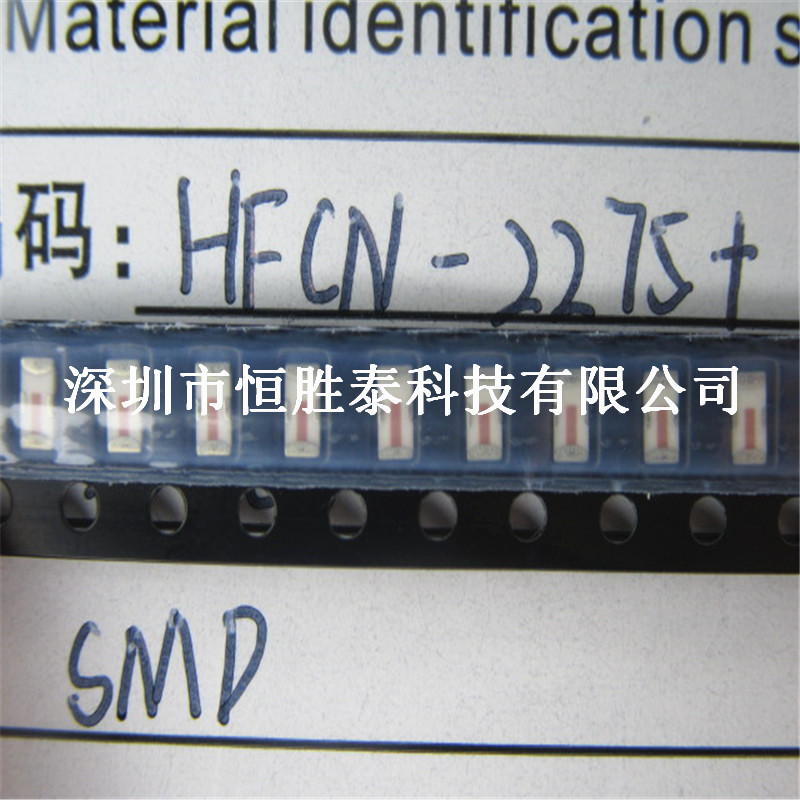 Material identification s
码: HFCN-2275+
深圳市恒胜泰科技有限公司
SMD